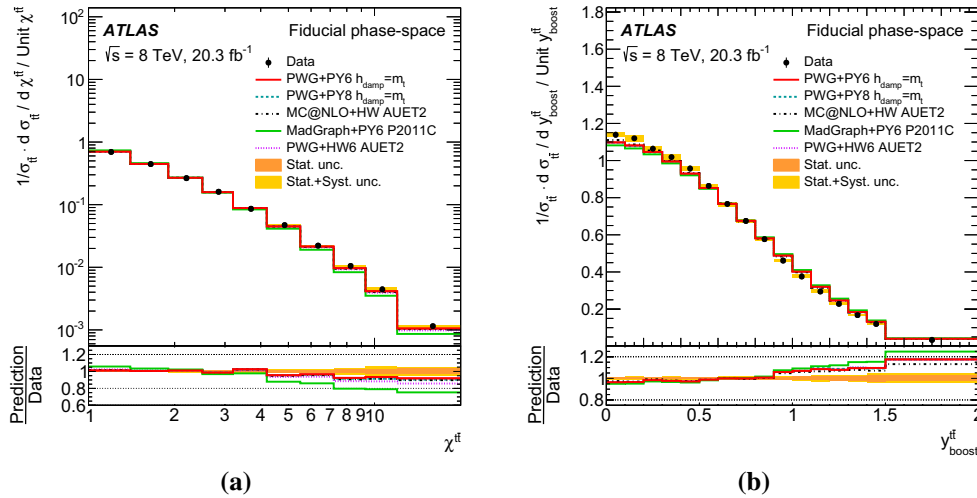 ATLAS Fiducial phase-space
√s = 8 TeV, 20.3 fb⁻¹
Data
PWG+PY6 h_damp=m_t
PWG+PY8 h_damp=m_t
MC@NLO+HW AUET2
MadGraph+PY6 P2011C
PWG+HW6 AUET2
Stat. unc.
Stat.+Syst. unc.
1/σ_tt̄ · d σ_tt̄ / d χ^tt̄ / Unit χ^tt̄
10²
10
1
10⁻¹
10⁻²
10⁻³
Prediction
Data
1.2
1
0.8
0.6
1 2 3 4 5 6 7 8 9 10
χ^tt̄
(a)
ATLAS Fiducial phase-space
√s = 8 TeV, 20.3 fb⁻¹
Data
PWG+PY6 h_damp=m_t
PWG+PY8 h_damp=m_t
MC@NLO+HW AUET2
MadGraph+PY6 P2011C
PWG+HW6 AUET2
Stat. unc.
Stat.+Syst. unc.
1/σ_tt̄ · d σ_tt̄ / d y_boost^tt̄ / Unit y_boost^tt̄
1.8
1.6
1.4
1.2
1.0
0.8
0.6
0.4
0.2
Prediction
Data
1.2
1.0
0.8
0 0.5 1 1.5 2
y_boost^tt̄
(b)